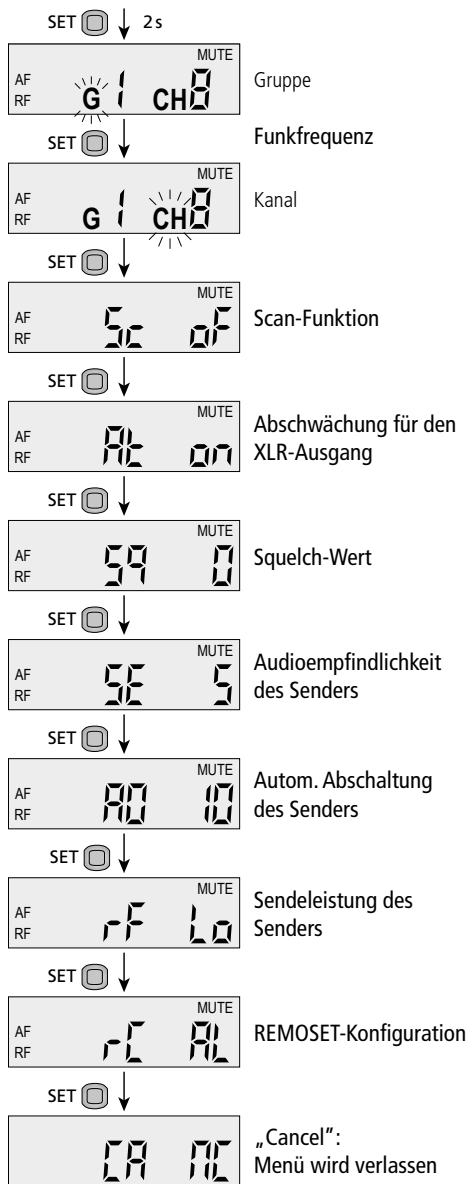 SET 2 s
MUTE
AF
RF
G 1 CH 8
Gruppe
SET
Funkfrequenz
MUTE
AF
RF
G 1 CH 8
Kanal
SET
MUTE
AF
RF
Sc oF
Scan-Funktion
SET
MUTE
AF
RF
At on
Abschwächung für den
XLR-Ausgang
SET
MUTE
AF
RF
Sq 0
Squelch-Wert
SET
MUTE
AF
RF
SE 5
Audioempfindlichkeit
des Senders
SET
MUTE
AF
RF
AO 10
Autom. Abschaltung
des Senders
SET
MUTE
AF
RF
rF Lo
Sendeleistung des
Senders
SET
MUTE
AF
RF
rC AL
REMOSET-Konfiguration
SET
CA NC
„Cancel“:
Menü wird verlassen